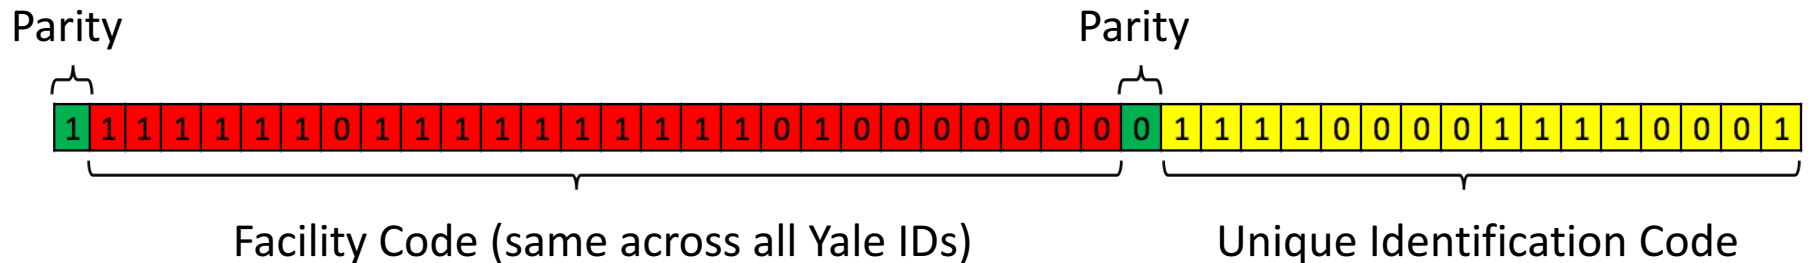 Parity Parity
1 1 1 1 1 1 1 0 1 1 1 1 1 1 1 1 1 1 0 1 0 0 0 0 0 0 0 0 1 1 1 1 0 0 0 0 1 1 1 1 0 0 0 1
Facility Code (same across all Yale IDs) Unique Identification Code